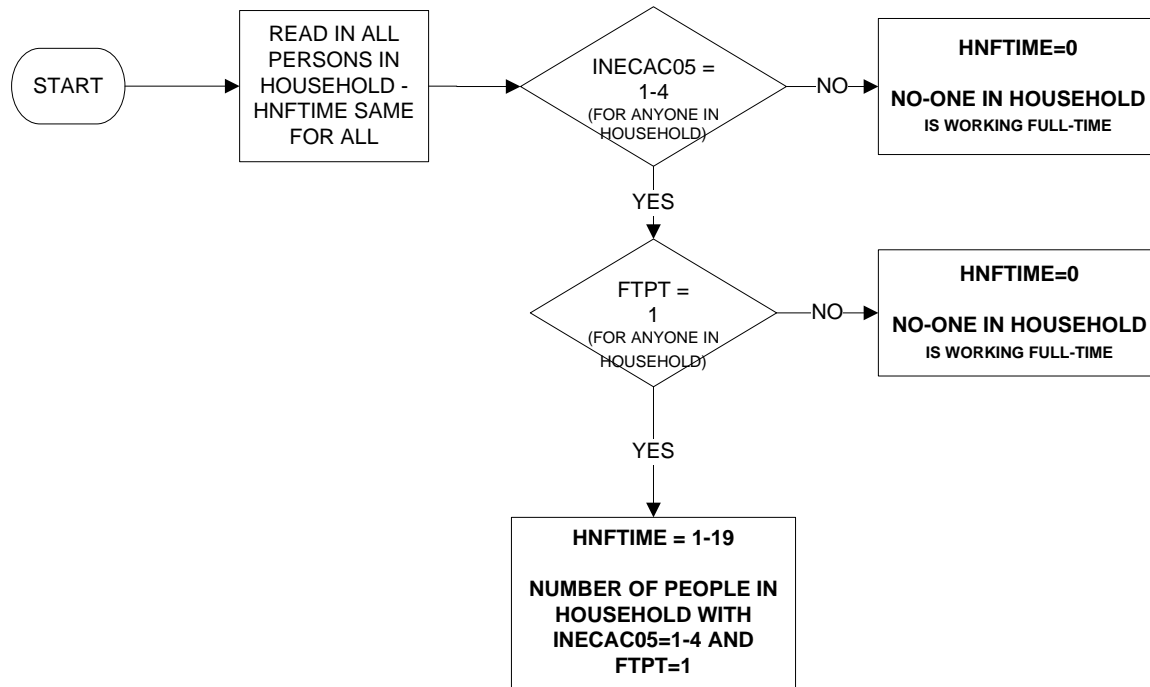 START
READ IN ALL
PERSONS IN
HOUSEHOLD -
HNFTIME SAME
FOR ALL
INECAC05 =
1-4
(FOR ANYONE IN
HOUSEHOLD)
NO
HNFTIME=0
NO-ONE IN HOUSEHOLD
IS WORKING FULL-TIME
YES
FTPT =
1
(FOR ANYONE IN
HOUSEHOLD)
NO
HNFTIME=0
NO-ONE IN HOUSEHOLD
IS WORKING FULL-TIME
YES
HNFTIME = 1-19
NUMBER OF PEOPLE IN
HOUSEHOLD WITH
INECAC05=1-4 AND
FTPT=1